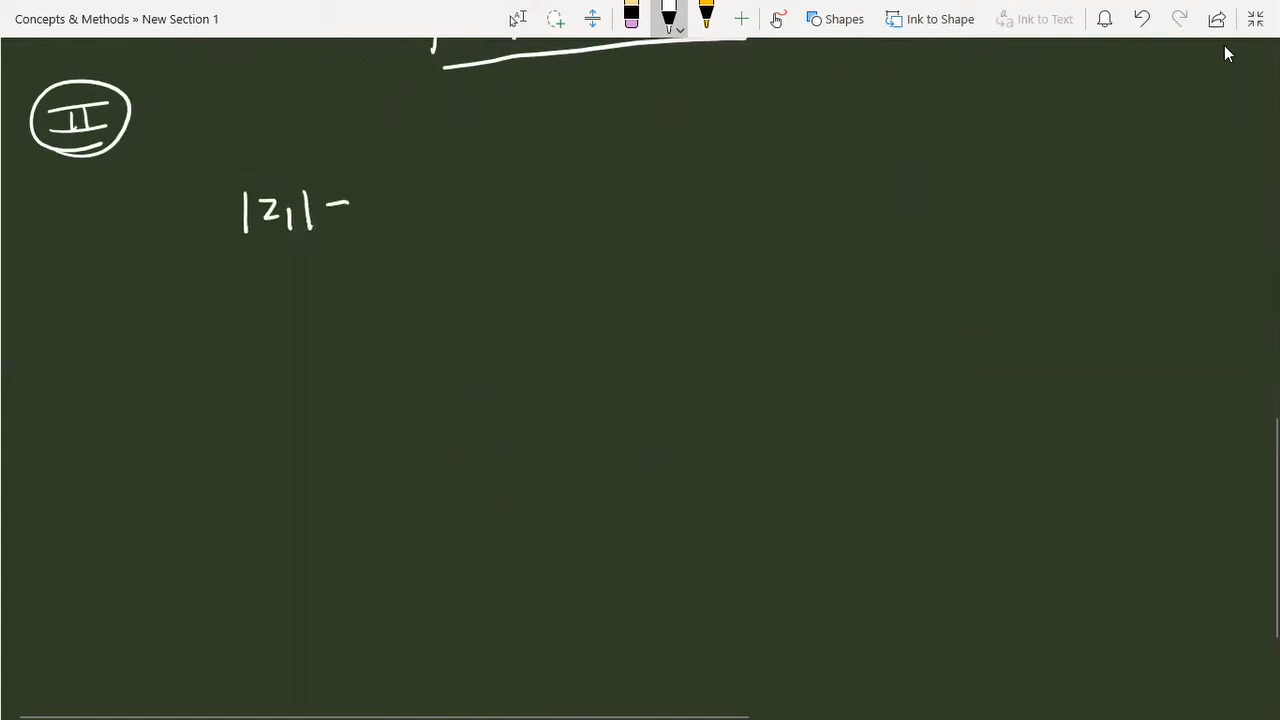 Concepts & Methods » New Section 1
Shapes
Ink to Shape
Ink to Text
II
|z₁| -